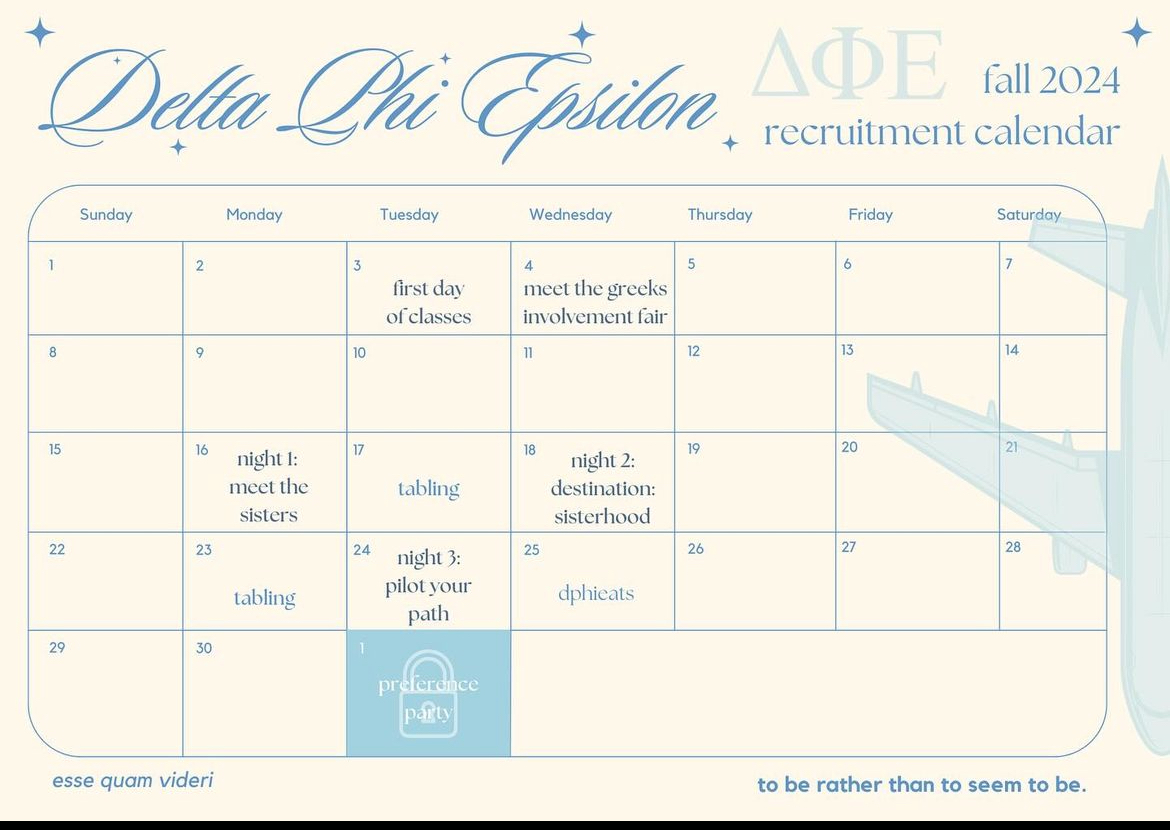 Delta Phi Epsilon
ΔΦΕ
fall 2024
recruitment calendar
Sunday Monday Tuesday Wednesday Thursday Friday Saturday
1 2 3 4 5 6 7
first day
of classes
meet the greeks
involvement fair
8 9 10 11 12 13 14
15 16 17 18 19 20 21
night 1:
meet the
sisters
tabling
night 2:
destination:
sisterhood
22 23 24 25 26 27 28
tabling
night 3:
pilot your
path
dphieats
29 30 1
preference
party
esse quam videri
to be rather than to seem to be.